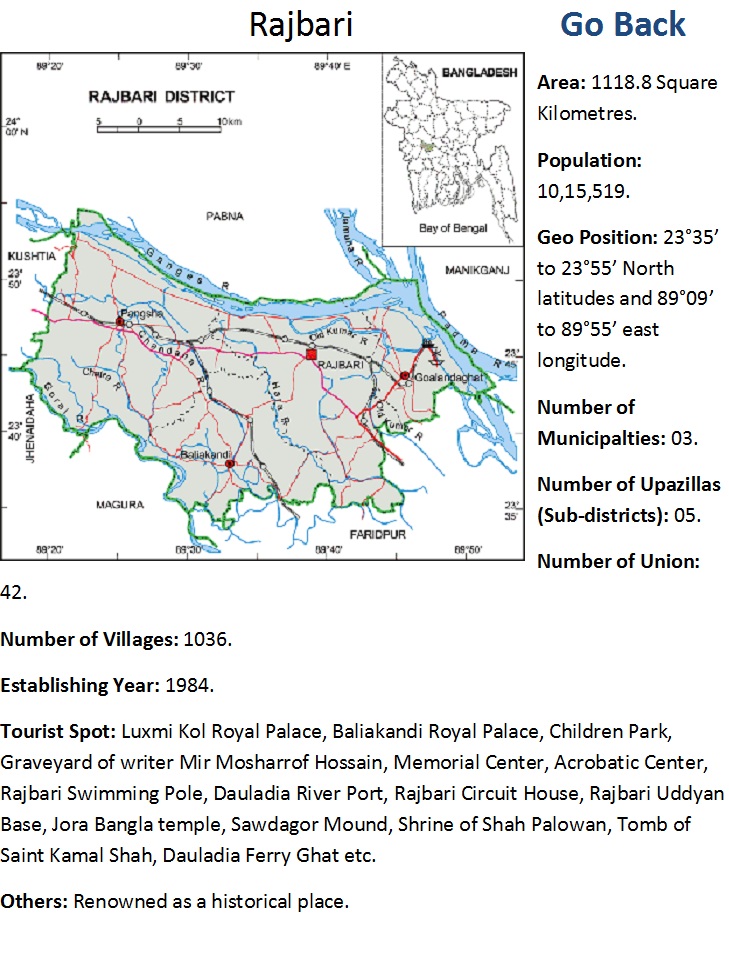 Rajbari
Go Back
89°20'
89°30'
89°40' E
BANGLADESH
RAJBARI DISTRICT
5 0 5 10km
24°
00' N
Bay of Bengal
PABNA
Jamuna R
KUSHTIA
Ganges R
MANIKGANJ
23°
50'
Padma R
Pangsha
Chandana R
Old Kumar R
RAJBARI
23°
45'
Goalandaghat
Gorai R
Hara R
JHENAIDAHA
23°
40'
Old Kumar R
Baliakandi
MAGURA
FARIDPUR
23°
35'
89°20'
89°30'
89°40'
89°50'
Area: 1118.8 Square
Kilometres.
Population:
10,15,519.
Geo Position: 23°35’
to 23°55’ North
latitudes and 89°09’
to 89°55’ east
longitude.
Number of
Municipalties: 03.
Number of Upazillas
(Sub-districts): 05.
Number of Union:
42.
Number of Villages: 1036.
Establishing Year: 1984.
Tourist Spot: Luxmi Kol Royal Palace, Baliakandi Royal Palace, Children Park,
Graveyard of writer Mir Mosharrof Hossain, Memorial Center, Acrobatic Center,
Rajbari Swimming Pole, Dauladia River Port, Rajbari Circuit House, Rajbari Uddyan
Base, Jora Bangla temple, Sawdagor Mound, Shrine of Shah Palowan, Tomb of
Saint Kamal Shah, Dauladia Ferry Ghat etc.
Others: Renowned as a historical place.